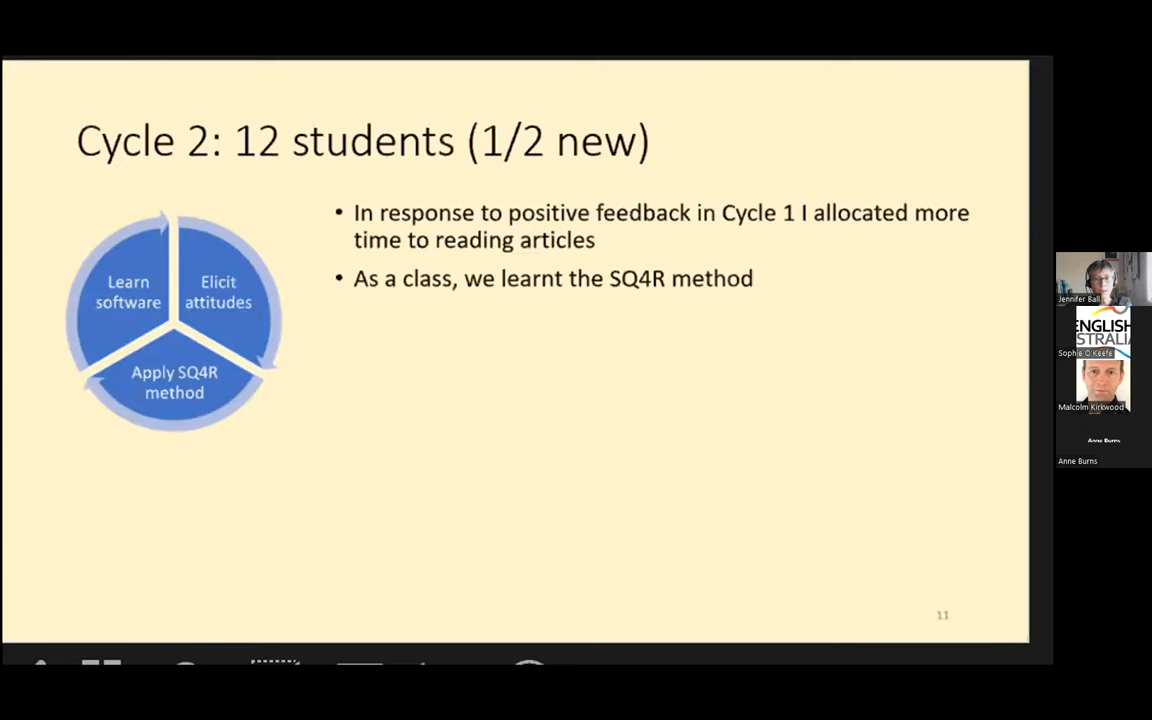 Cycle 2: 12 students (1/2 new)
• In response to positive feedback in Cycle 1 I allocated more
time to reading articles
• As a class, we learnt the SQ4R method
Learn
software
Elicit
attitudes
Apply SQ4R
method
11
Jennifer Ball
ENGLISH
STRALIA
Sophie O Keefe
Malcolm Kirkwood
Anne Burns
Anne Burns